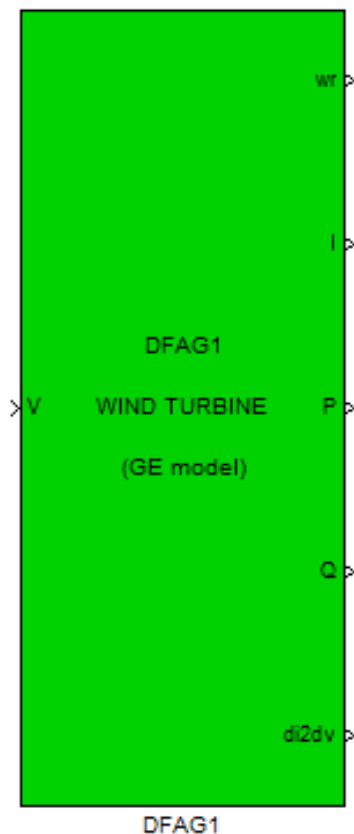 wr
I
DFAG1
V WIND TURBINE P
(GE model)
Q
di2dv
DFAG1